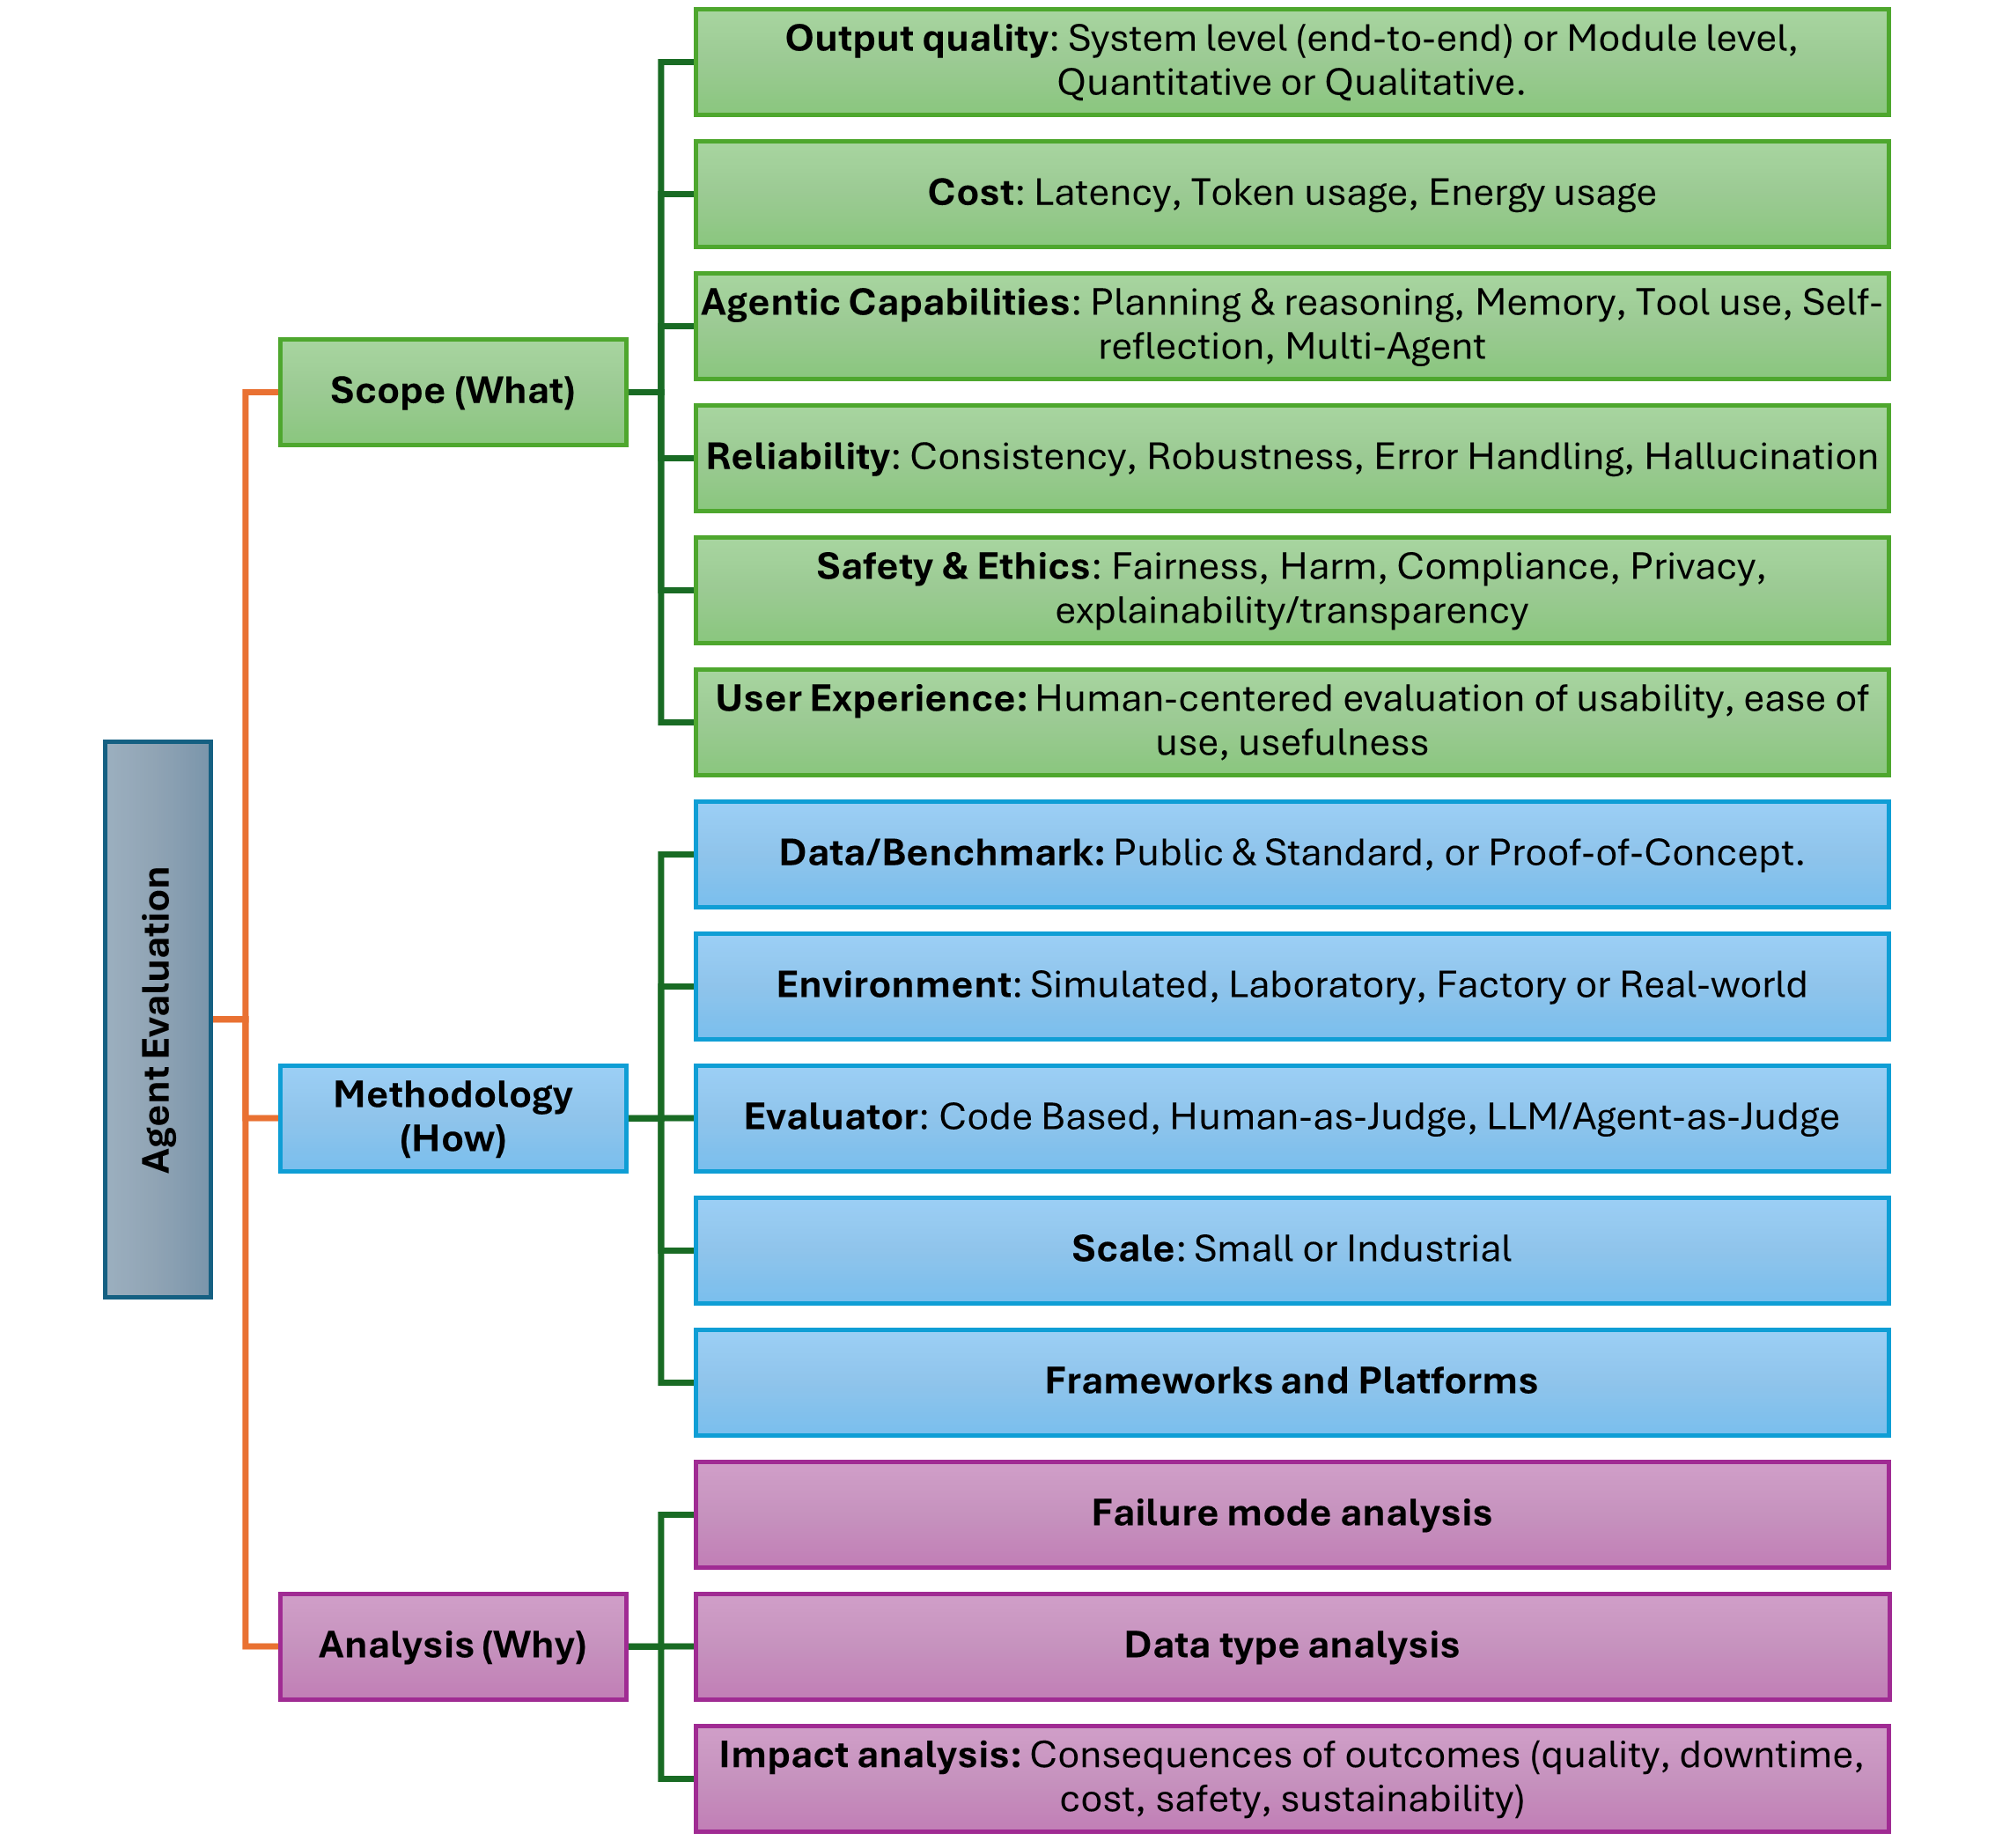 Agent Evaluation
Scope (What)
Output quality: System level (end-to-end) or Module level,
Quantitative or Qualitative.
Cost: Latency, Token usage, Energy usage
Agentic Capabilities: Planning & reasoning, Memory, Tool use, Self-
reflection, Multi-Agent
Reliability: Consistency, Robustness, Error Handling, Hallucination
Safety & Ethics: Fairness, Harm, Compliance, Privacy,
explainability/transparency
User Experience: Human-centered evaluation of usability, ease of
use, usefulness
Methodology
(How)
Data/Benchmark: Public & Standard, or Proof-of-Concept.
Environment: Simulated, Laboratory, Factory or Real-world
Evaluator: Code Based, Human-as-Judge, LLM/Agent-as-Judge
Scale: Small or Industrial
Frameworks and Platforms
Analysis (Why)
Failure mode analysis
Data type analysis
Impact analysis: Consequences of outcomes (quality, downtime,
cost, safety, sustainability)